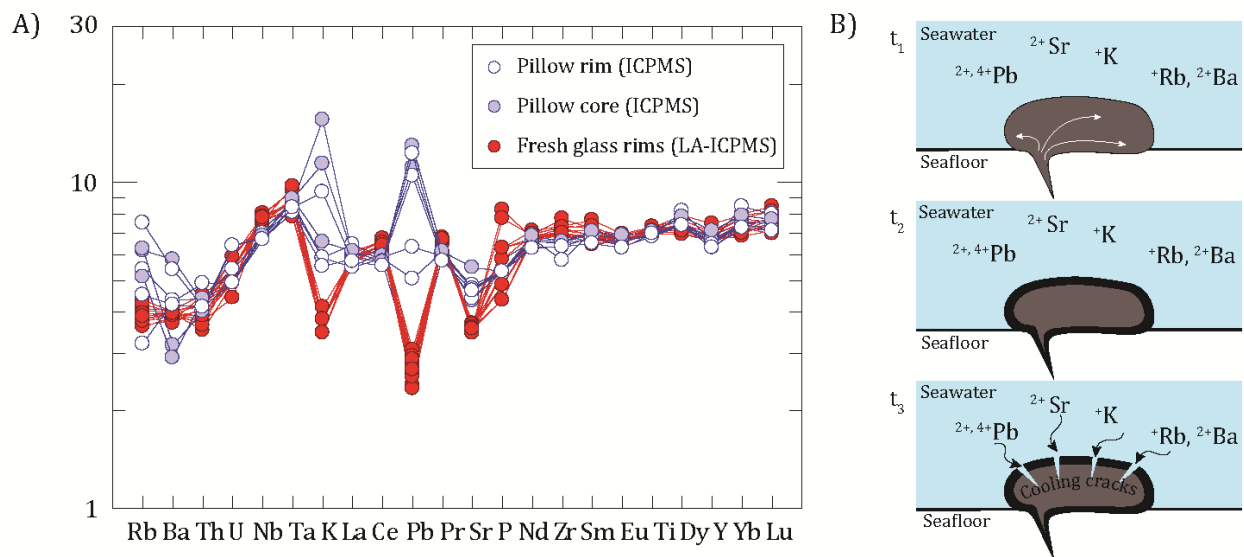 A)
30
10
1
Pillow rim (ICPMS)
Pillow core (ICPMS)
Fresh glass rims (LA-ICPMS)
Rb Ba Th U Nb Ta K La Ce Pb Pr Sr P Nd Zr Sm Eu Ti Dy Y Yb Lu
B)
t₁
Seawater
²⁺Sr
⁺K
²⁺,⁴⁺Pb
⁺Rb, ²⁺Ba
Seafloor
t₂
Seawater
²⁺Sr
⁺K
²⁺,⁴⁺Pb
⁺Rb, ²⁺Ba
Seafloor
t₃
Seawater
²⁺Sr
⁺K
²⁺,⁴⁺Pb
⁺Rb, ²⁺Ba
Cooling cracks
Seafloor